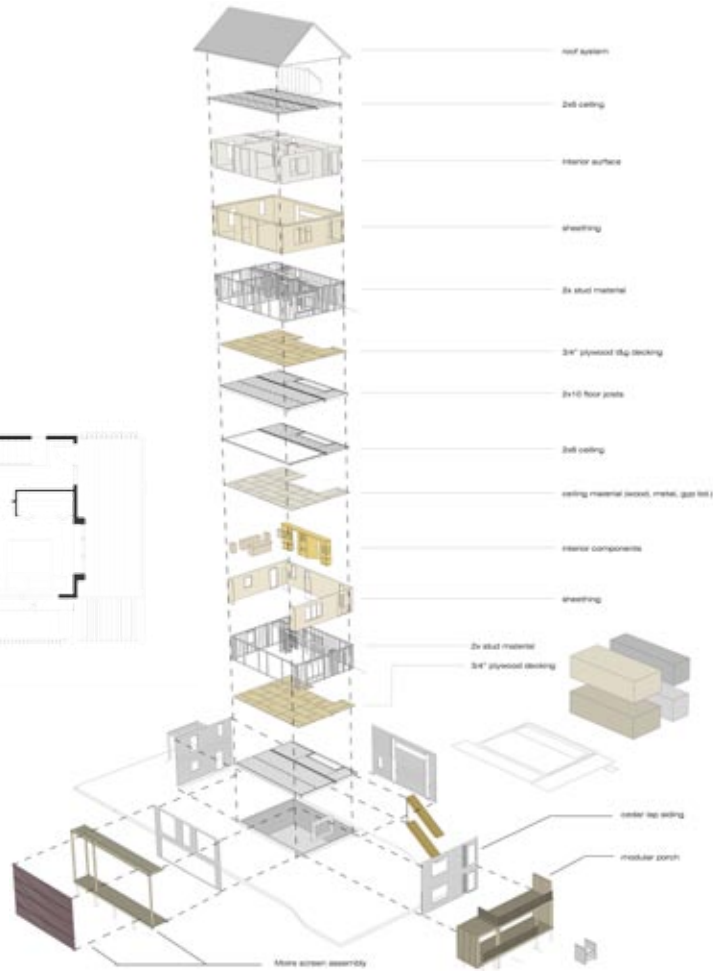 roof system
2x6 ceiling
interior surface
sheething
2x stud material
3/4" plywood t&g decking
2x10 floor joists
2x6 ceiling
ceiling material (wood, metal, gyp bd.)
interior components
sheething
2x stud material
3/4" plywood decking
cedar lap siding
modular porch
Moire screen assembly